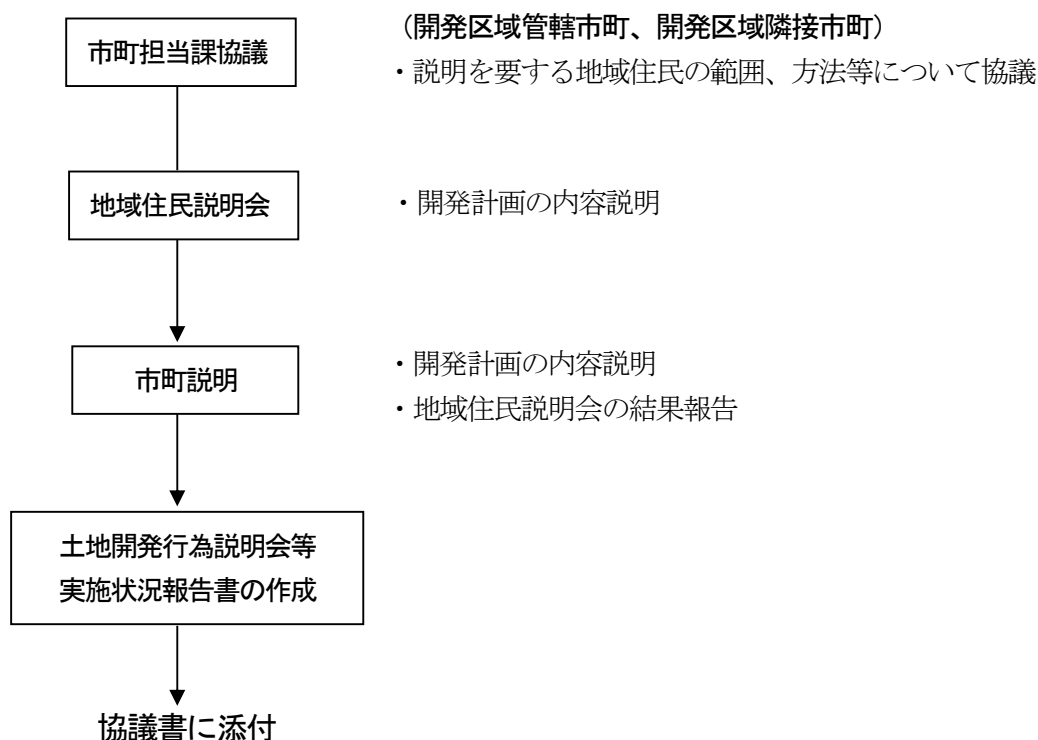 市町担当課協議
（開発区域管轄市町、開発区域隣接市町）
・説明を要する地域住民の範囲、方法等について協議
地域住民説明会
・開発計画の内容説明
市町説明
・開発計画の内容説明
・地域住民説明会の結果報告
土地開発行為説明会等
実施状況報告書の作成
協議書に添付